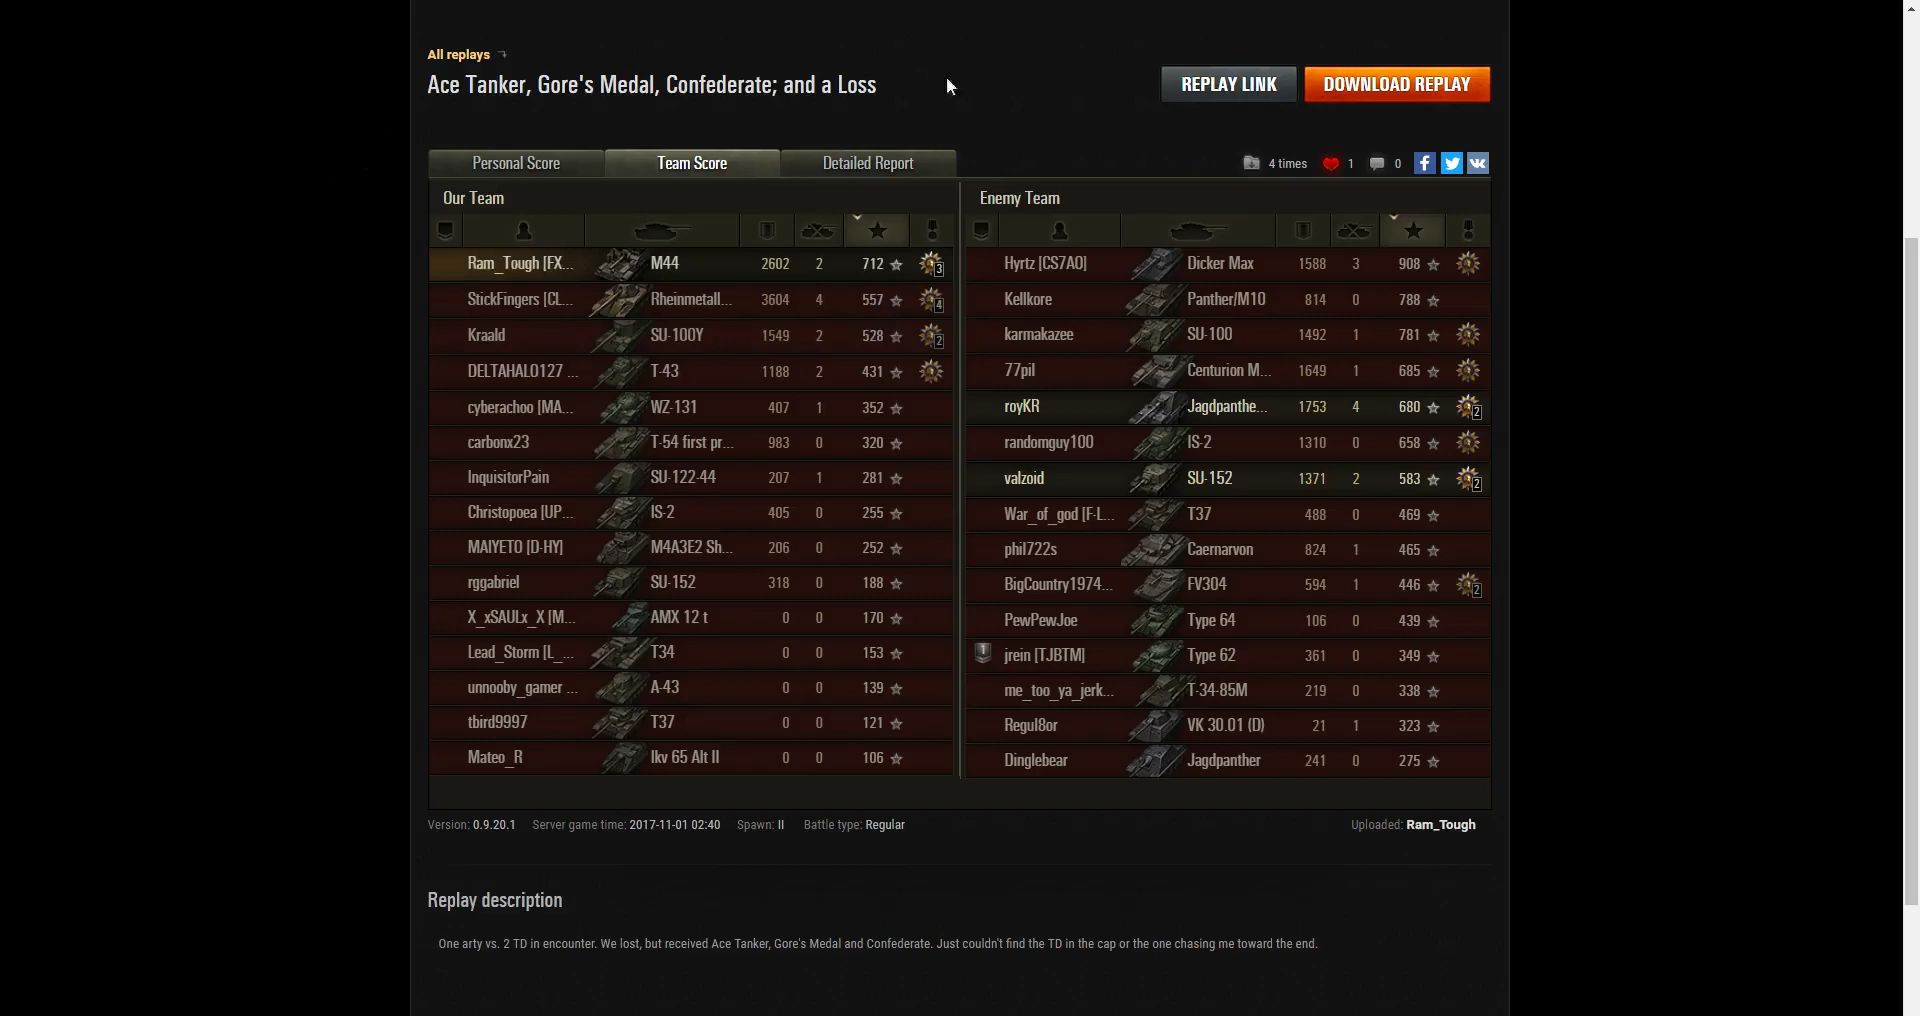 All replays
Ace Tanker, Gore's Medal, Confederate; and a Loss
REPLAY LINK
DOWNLOAD REPLAY
Personal Score Team Score Detailed Report
4 times 1 0
Our Team
Ram_Tough [FX... M44 2602 2 712 3
StickFingers [CL... Rheinmetall... 3604 4 557 4
Kraald SU-100Y 1549 2 528 2
DELTAHALO127 ... T-43 1188 2 431
cyberachoo [MA... WZ-131 407 1 352
carbonx23 T-54 first pr... 983 0 320
InquisitorPain SU-122-44 207 1 281
Christopoea [UP... IS-2 405 0 255
MAIYETO [D-HY] M4A3E2 Sh... 206 0 252
rggabriel SU-152 318 0 188
X_xSAULx_X [M... AMX 12 t 0 0 170
Lead_Storm [L_... T34 0 0 153
unnooby_gamer ... A-43 0 0 139
tbird9997 T37 0 0 121
Mateo_R Ikv 65 Alt II 0 0 106
Enemy Team
Hyrtz [CS7AO] Dicker Max 1588 3 908
Kellkore Panther/M10 814 0 788
karmakazee SU-100 1492 1 781
77pil Centurion M... 1649 1 685
royKR Jagdpanthe... 1753 4 680 2
randomguy100 IS-2 1310 0 658
valzoid SU-152 1371 2 583 2
War_of_god [F-L... T37 488 0 469
phil722s Caernarvon 824 1 465
BigCountry1974... FV304 594 1 446 2
PewPewJoe Type 64 106 0 439
1 jrein [TJBTM] Type 62 361 0 349
me_too_ya_jerk... T-34-85M 219 0 338
Regul8or VK 30.01 (D) 21 1 323
Dinglebear Jagdpanther 241 0 275
Version: 0.9.20.1 Server game time: 2017-11-01 02:40 Spawn: II Battle type: Regular Uploaded: Ram_Tough
Replay description
One arty vs. 2 TD in encounter. We lost, but received Ace Tanker, Gore's Medal and Confederate. Just couldn't find the TD in the cap or the one chasing me toward the end.